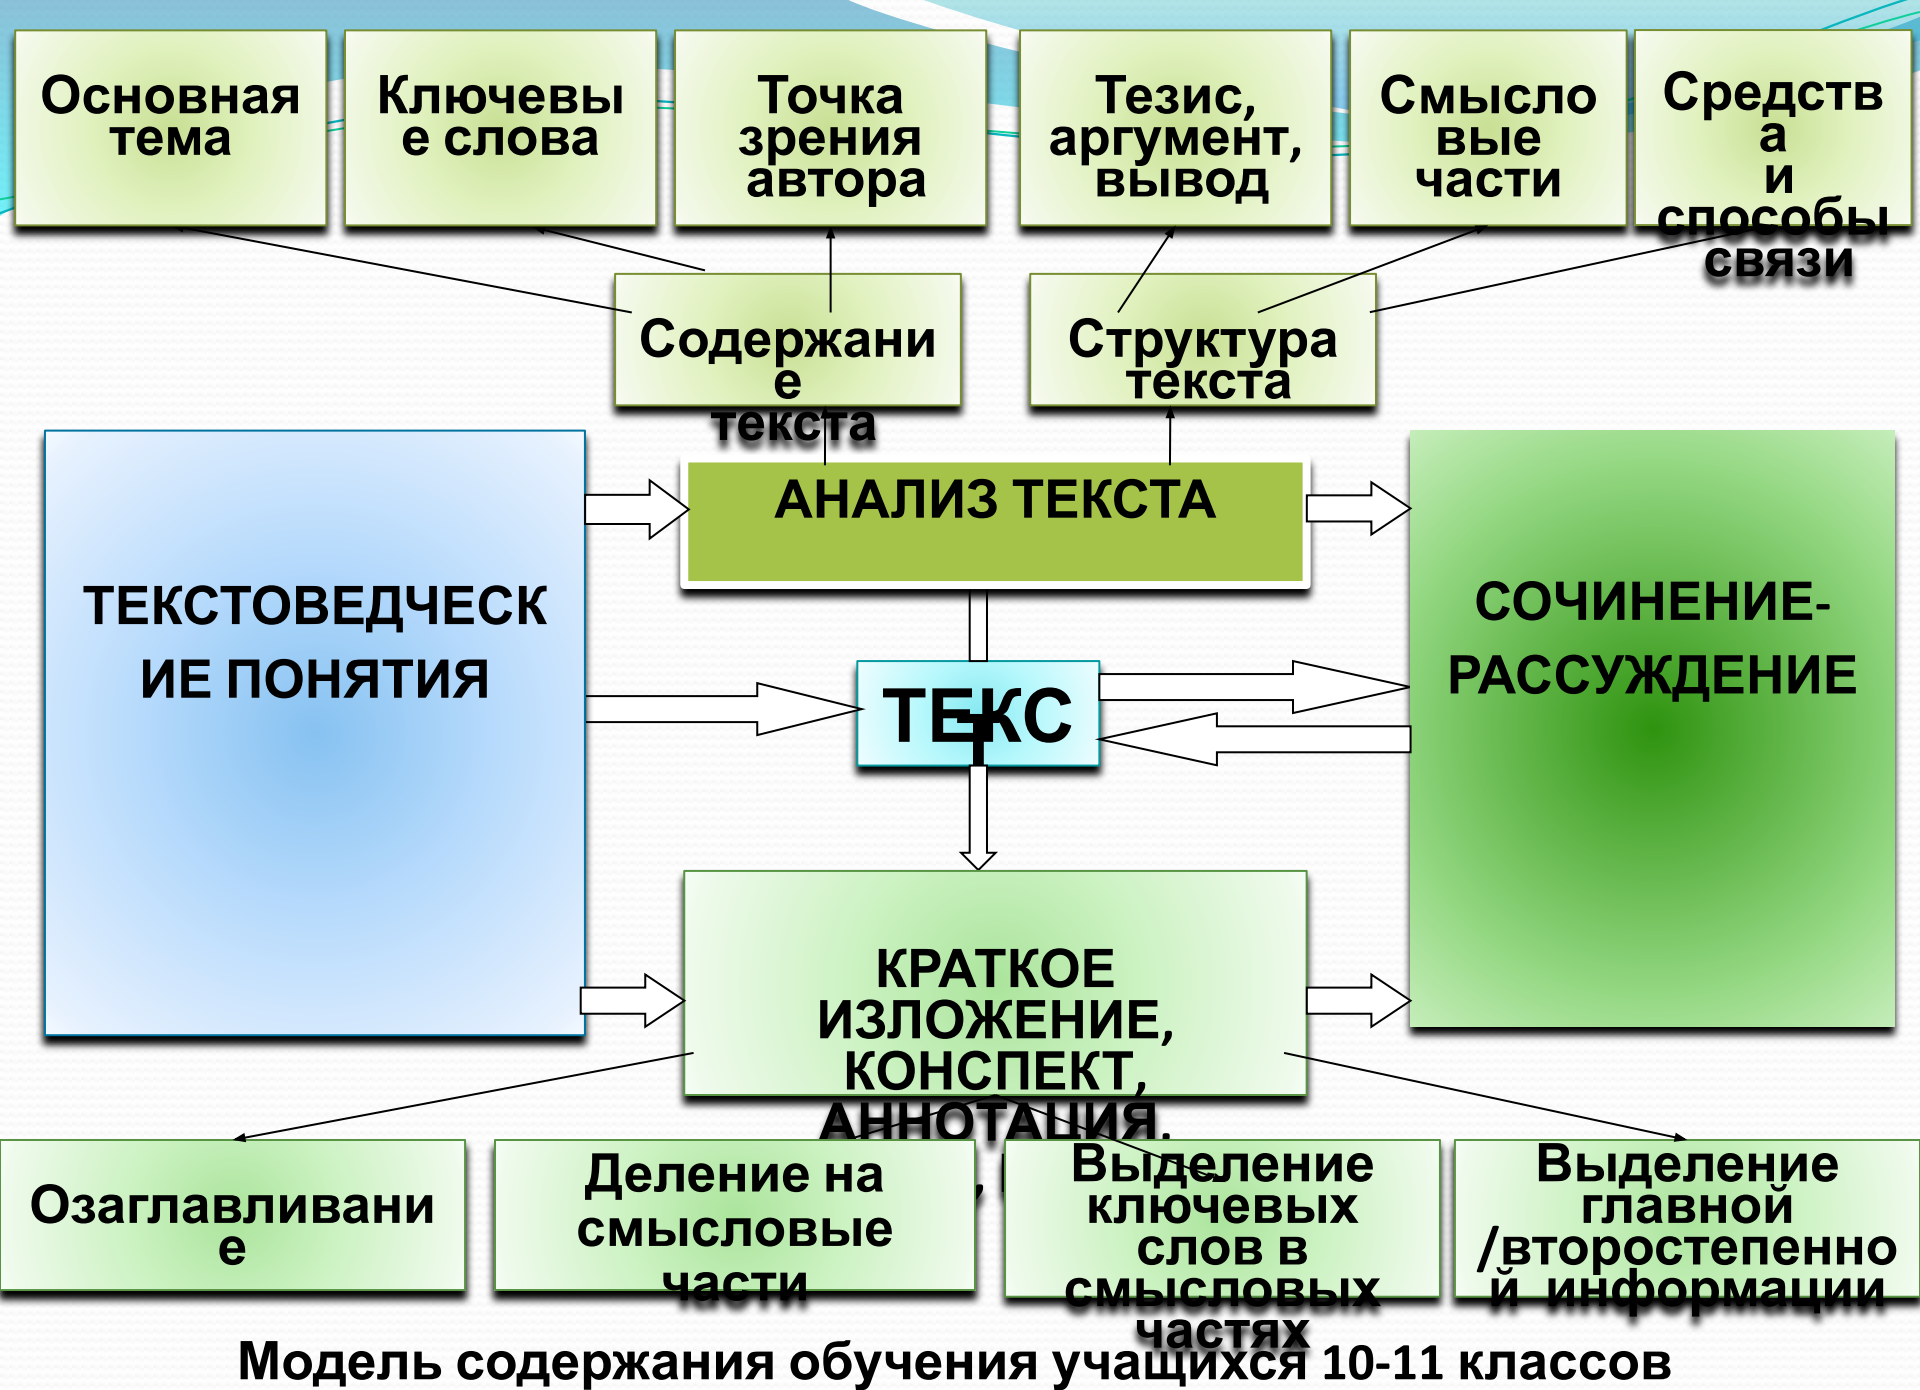 Основная
тема
Ключевы
е слова
Точка
зрения
автора
Тезис,
аргумент,
вывод
Смысло
вые
части
Средств
а
и
способы
связи
Содержани
е
текста
Структура
текста
АНАЛИЗ ТЕКСТА
ТЕКСТОВЕДЧЕСК
ИЕ ПОНЯТИЯ
СОЧИНЕНИЕ-
РАССУЖДЕНИЕ
ТЕКС
Т
КРАТКОЕ
ИЗЛОЖЕНИЕ,
КОНСПЕКТ,
АННОТАЦИЯ,
Озаглавливани
е
Деление на
смысловые
части
Выделение
ключевых
слов в
смысловых
частях
Выделение
главной
/второстепенно
й информации
Модель содержания обучения учащихся 10-11 классов